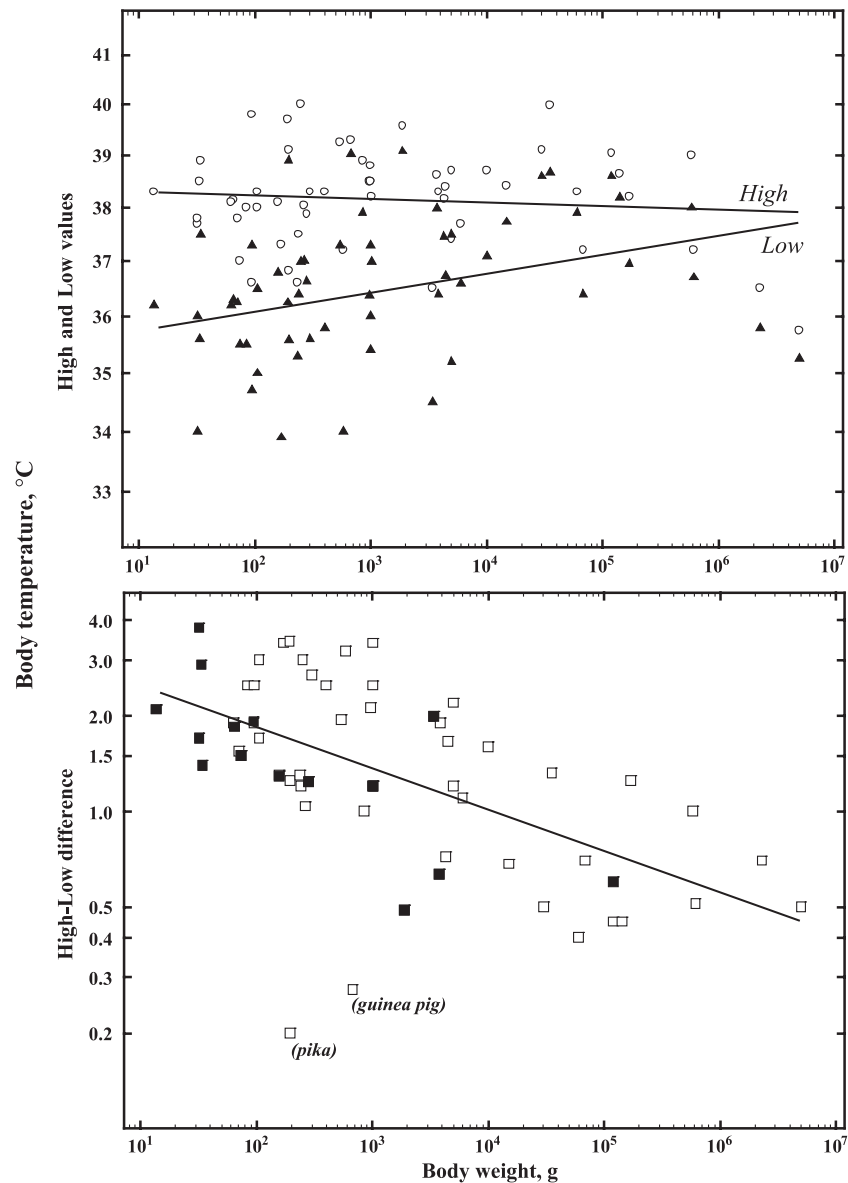 41
40
39
38
37
36
35
34
33
High
Low
High and Low values
10¹ 10² 10³ 10⁴ 10⁵ 10⁶ 10⁷
Body temperature, °C
4.0
3.0
2.0
1.5
1.0
0.5
0.4
0.3
0.2
High-Low difference
(guinea pig)
(pika)
10¹ 10² 10³ 10⁴ 10⁵ 10⁶ 10⁷
Body weight, g